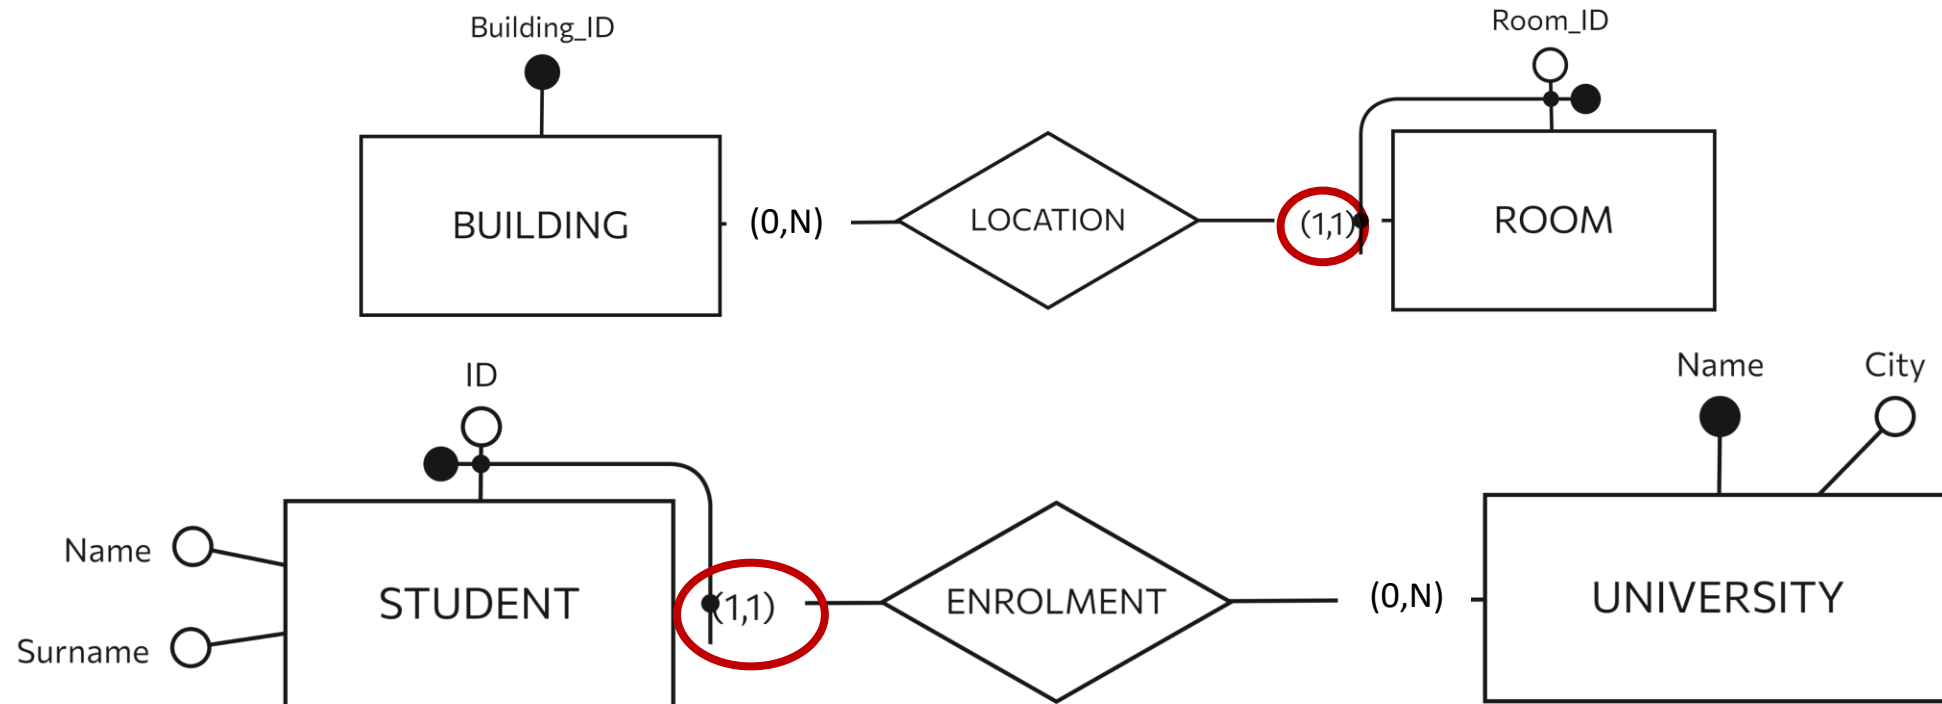 Building_ID
Room_ID
BUILDING
(0,N)
LOCATION
(1,1)
ROOM
ID
Name
City
Name
STUDENT
(1,1)
ENROLMENT
(0,N)
UNIVERSITY
Surname